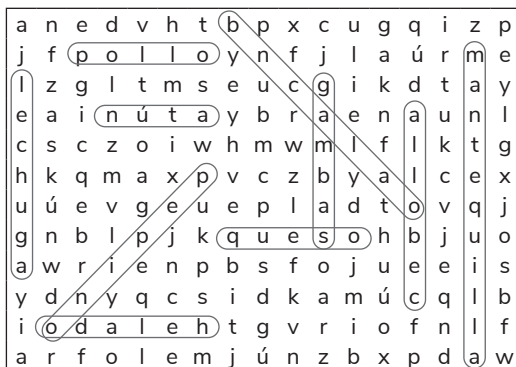 a n e d v h t b p x c u g q i z p
j f p o l l o y n f j l a ú r m e
l z g l t m s e u c g i k d t a y
e a i n ú t a y b r a e n a u n l
c s c z o i w h m w m l f l k t g
h k q m a x p v c z b y a l c e x
u ú e v g e u e p l a d t o v q j
g n b l p j k q u e s o h b j u o
a w r i e n p b s f o j u e e i s
y d n y q c s i d k a m ú c q l b
i o d a l e h t g v r i o f n l f
a r f o l e m j ú n z b x p d a w